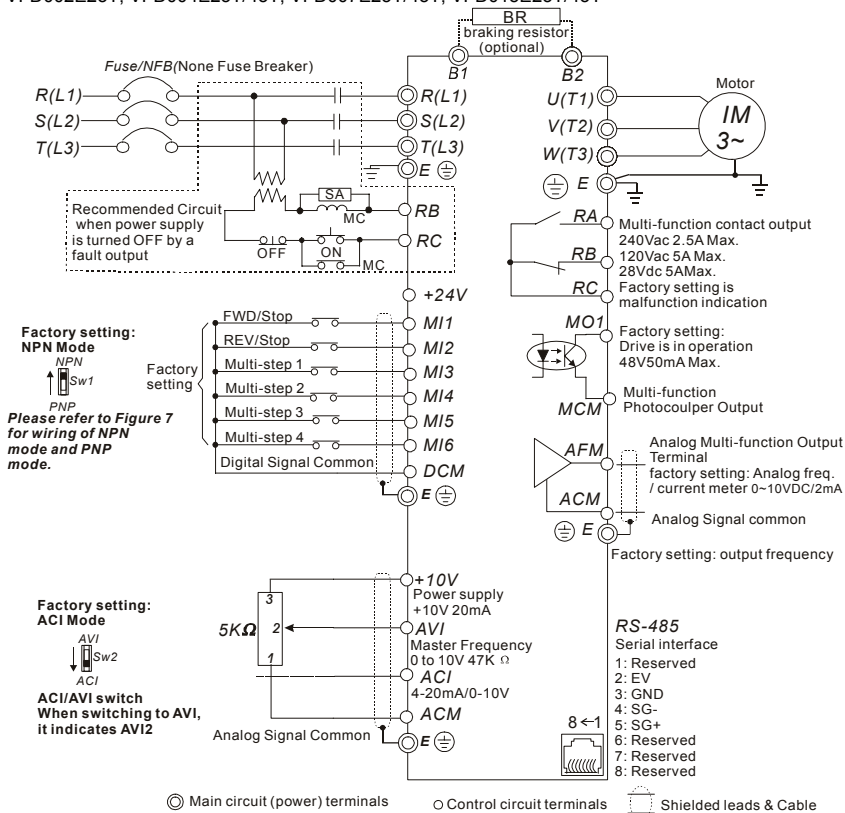 BR
braking resistor
(optional)
B1
B2
Fuse/NFB(None Fuse Breaker)
R(L1)
S(L2)
T(L3)
R(L1)
S(L2)
T(L3)
E
Recommended Circuit
when power supply
is turned OFF by a
fault output
SA
MC
OFF
ON
MC
RB
RC
Motor
IM
3~
U(T1)
V(T2)
W(T3)
E
RA
RB
RC
Multi-function contact output
240Vac 2.5A Max.
120Vac 5A Max.
28Vdc 5AMax.
Factory setting is
malfunction indication
+24V
FWD/Stop
MI1
REV/Stop
MI2
Multi-step 1
MI3
Multi-step 2
MI4
Multi-step 3
MI5
Multi-step 4
MI6
Digital Signal Common
DCM
E
Factory
setting
Factory setting:
NPN Mode
NPN
Sw1
PNP
Please refer to Figure 7
for wiring of NPN
mode and PNP
mode.
MO1
Factory setting:
Drive is in operation
48V50mA Max.
MCM
Multi-function
Photocoulper Output
AFM
Analog Multi-function Output
Terminal
factory setting: Analog freq.
/ current meter 0~10VDC/2mA
ACM
Analog Signal common
E
Factory setting: output frequency
+10V
Power supply
+10V 20mA
3
5KΩ
2
1
AVI
Master Frequency
0 to 10V 47K Ω
ACI
4-20mA/0-10V
ACM
Analog Signal Common
E
Factory setting:
ACI Mode
AVI
Sw2
ACI
ACI/AVI switch
When switching to AVI,
it indicates AVI2
RS-485
Serial interface
1: Reserved
2: EV
3: GND
4: SG-
5: SG+
6: Reserved
7: Reserved
8: Reserved
8←1
Main circuit (power) terminals
Control circuit terminals
Shielded leads & Cable